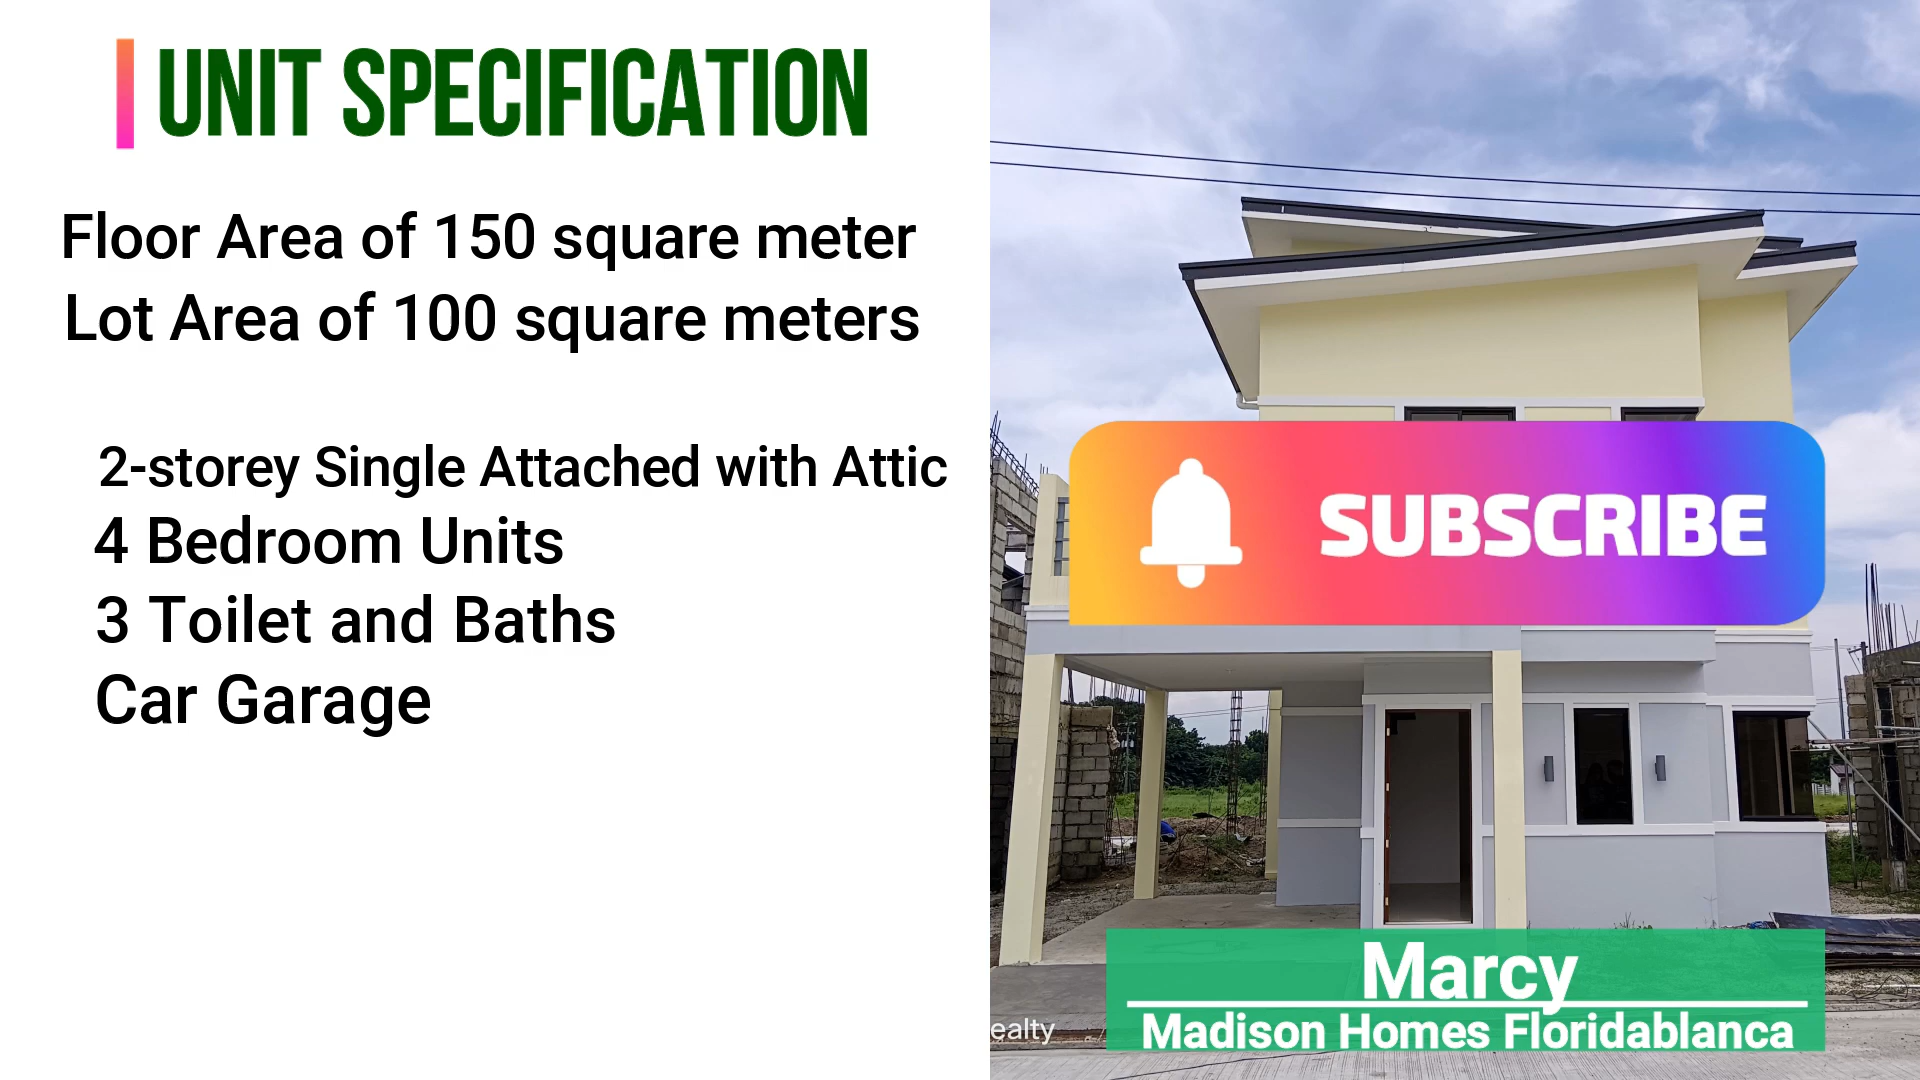 UNIT SPECIFICATION
Floor Area of 150 square meter
Lot Area of 100 square meters
2-storey Single Attached with Attic
4 Bedroom Units
3 Toilet and Baths
Car Garage
SUBSCRIBE
Marcy
ealty
Madison Homes Floridablanca